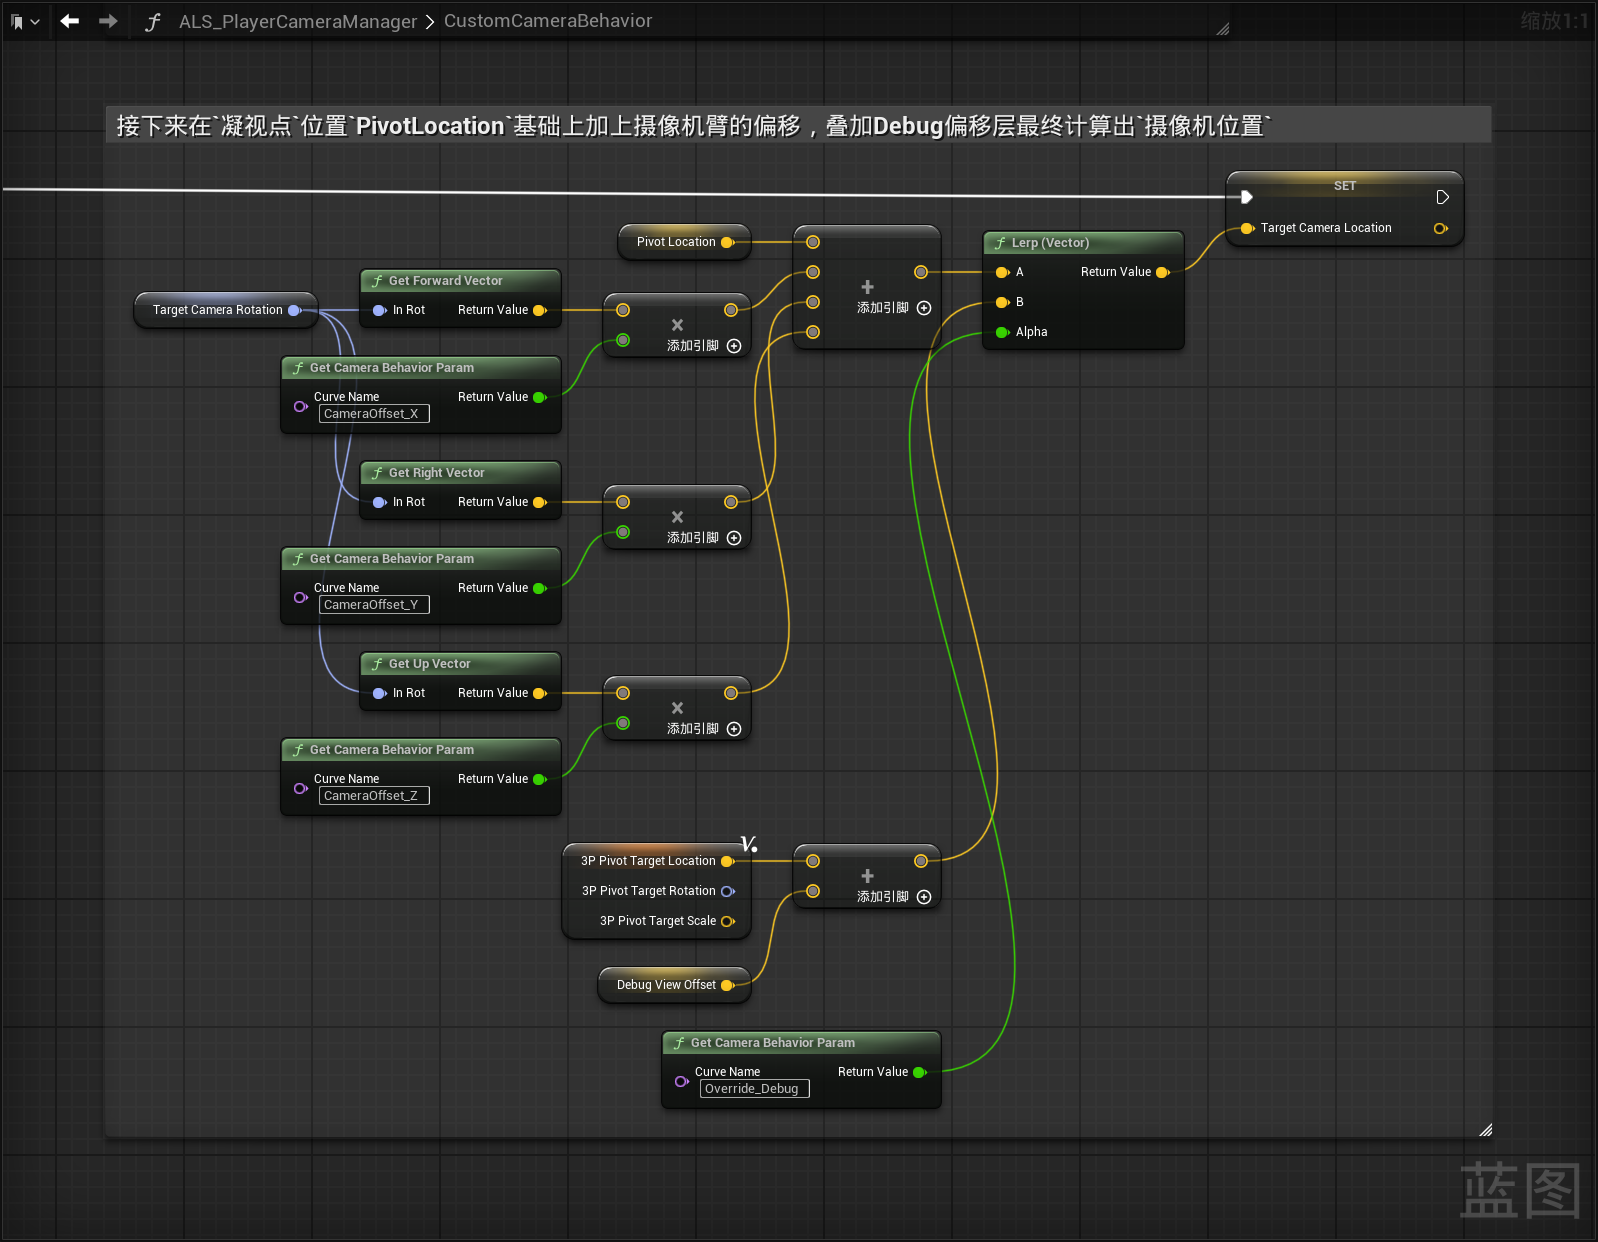 ALS_PlayerCameraManager > CustomCameraBehavior
缩放1:1
接下来在`凝视点`位置`PivotLocation`基础上加上摄像机臂的偏移，叠加Debug偏移层最终计算出`摄像机位置`
SET
Target Camera Location
Pivot Location
添加引脚
Lerp (Vector)
A
Return Value
B
Alpha
Target Camera Rotation
Get Forward Vector
In Rot
Return Value
添加引脚
Get Camera Behavior Param
Curve Name
Return Value
CameraOffset_X
Get Right Vector
In Rot
Return Value
添加引脚
Get Camera Behavior Param
Curve Name
Return Value
CameraOffset_Y
Get Up Vector
In Rot
Return Value
添加引脚
Get Camera Behavior Param
Curve Name
Return Value
CameraOffset_Z
3P Pivot Target Location
3P Pivot Target Rotation
3P Pivot Target Scale
添加引脚
Debug View Offset
Get Camera Behavior Param
Curve Name
Return Value
Override_Debug
蓝图